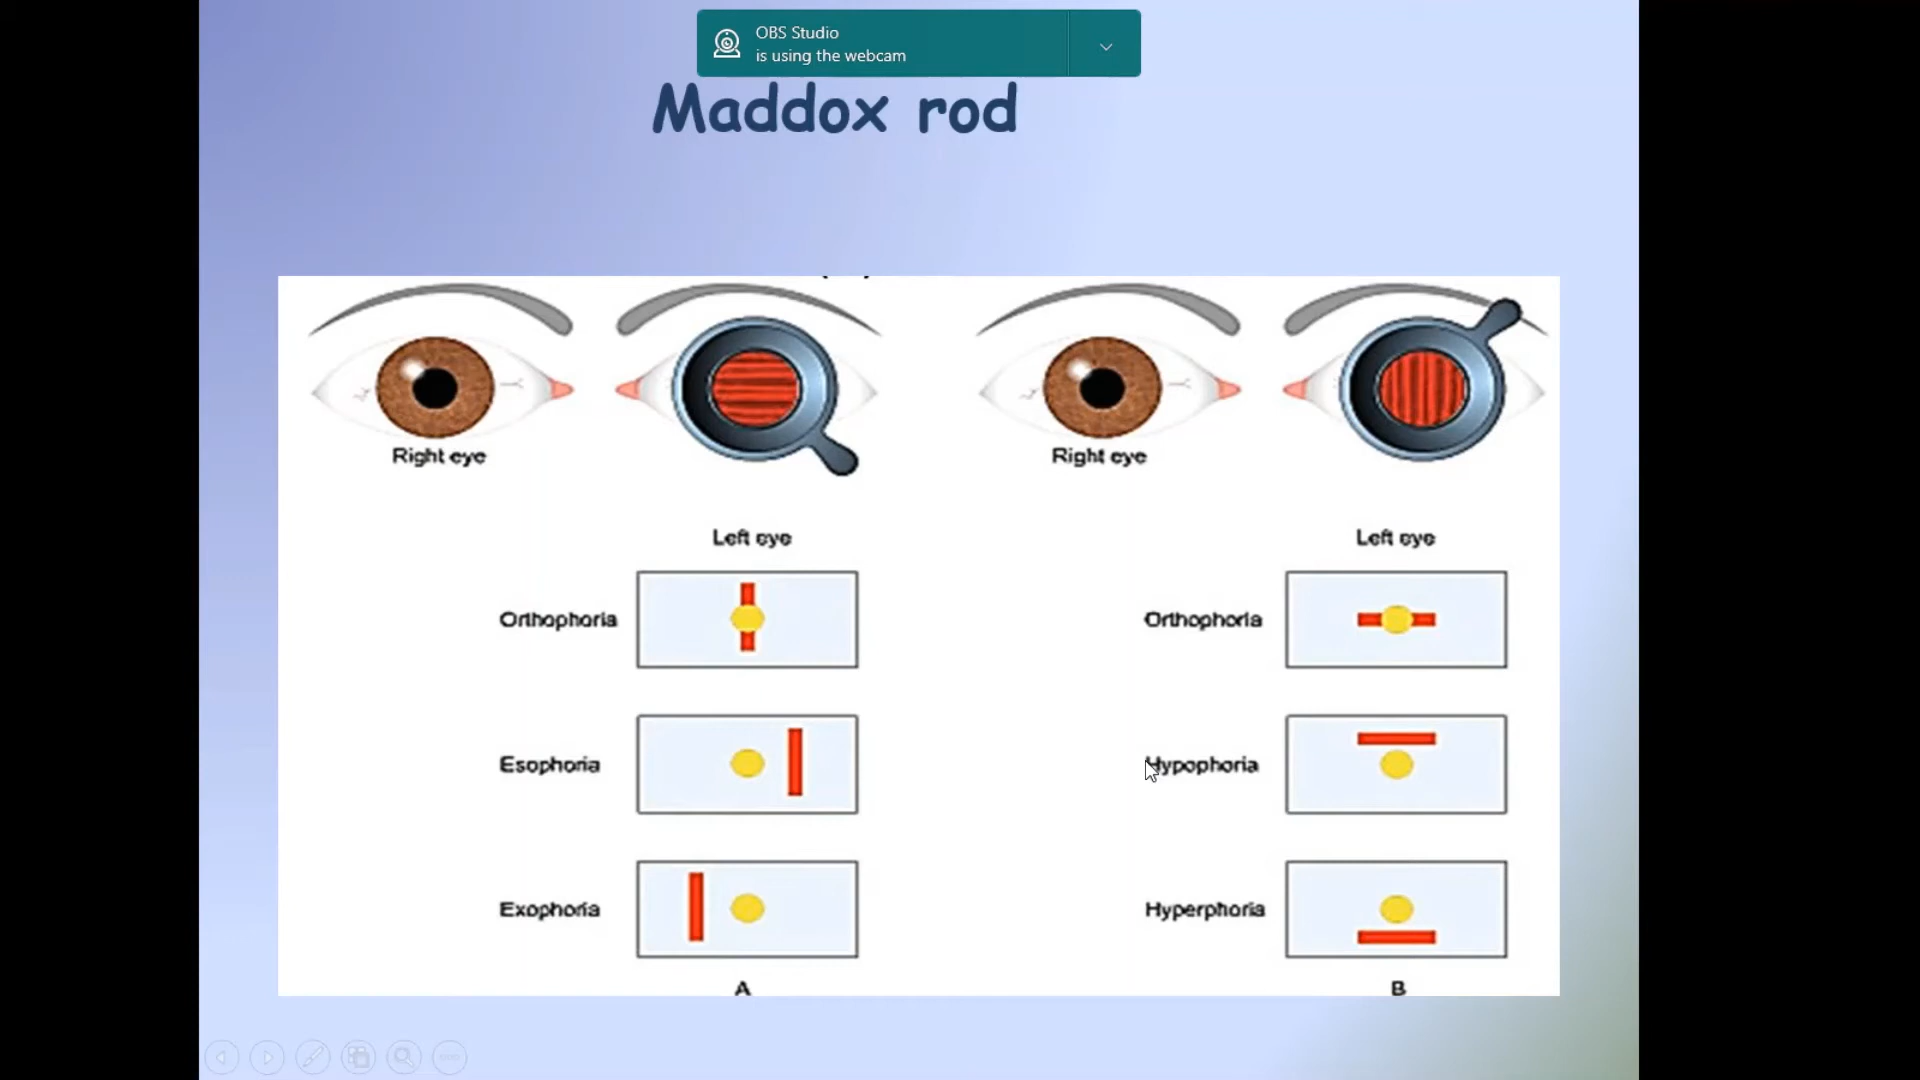 OBS Studio
is using the webcam
Maddox rod
Right eye
Right eye
Left eye
Left eye
Orthophoria
Orthophoria
Esophoria
Hypophoria
Exophoria
Hyperphoria
A
B